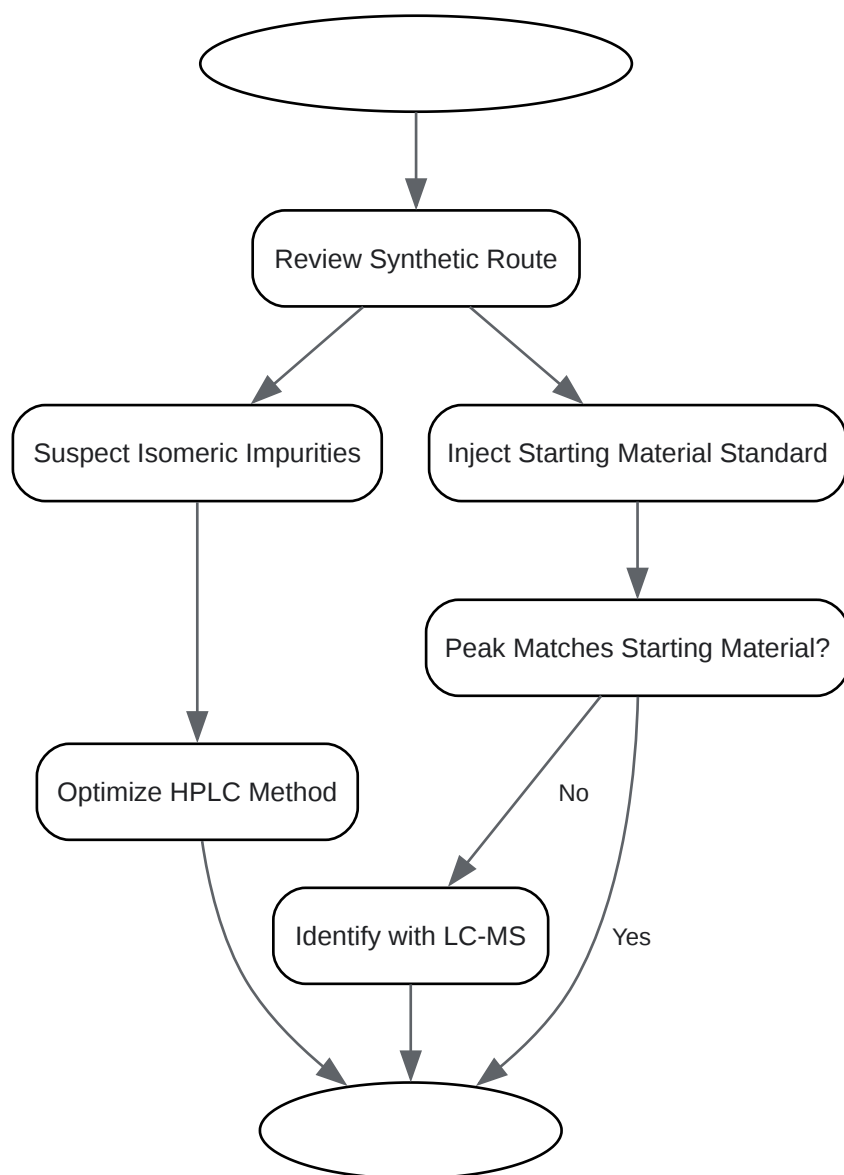 Review Synthetic Route
Suspect Isomeric Impurities
Inject Starting Material Standard
Peak Matches Starting Material?
Optimize HPLC Method
No
Identify with LC-MS
Yes